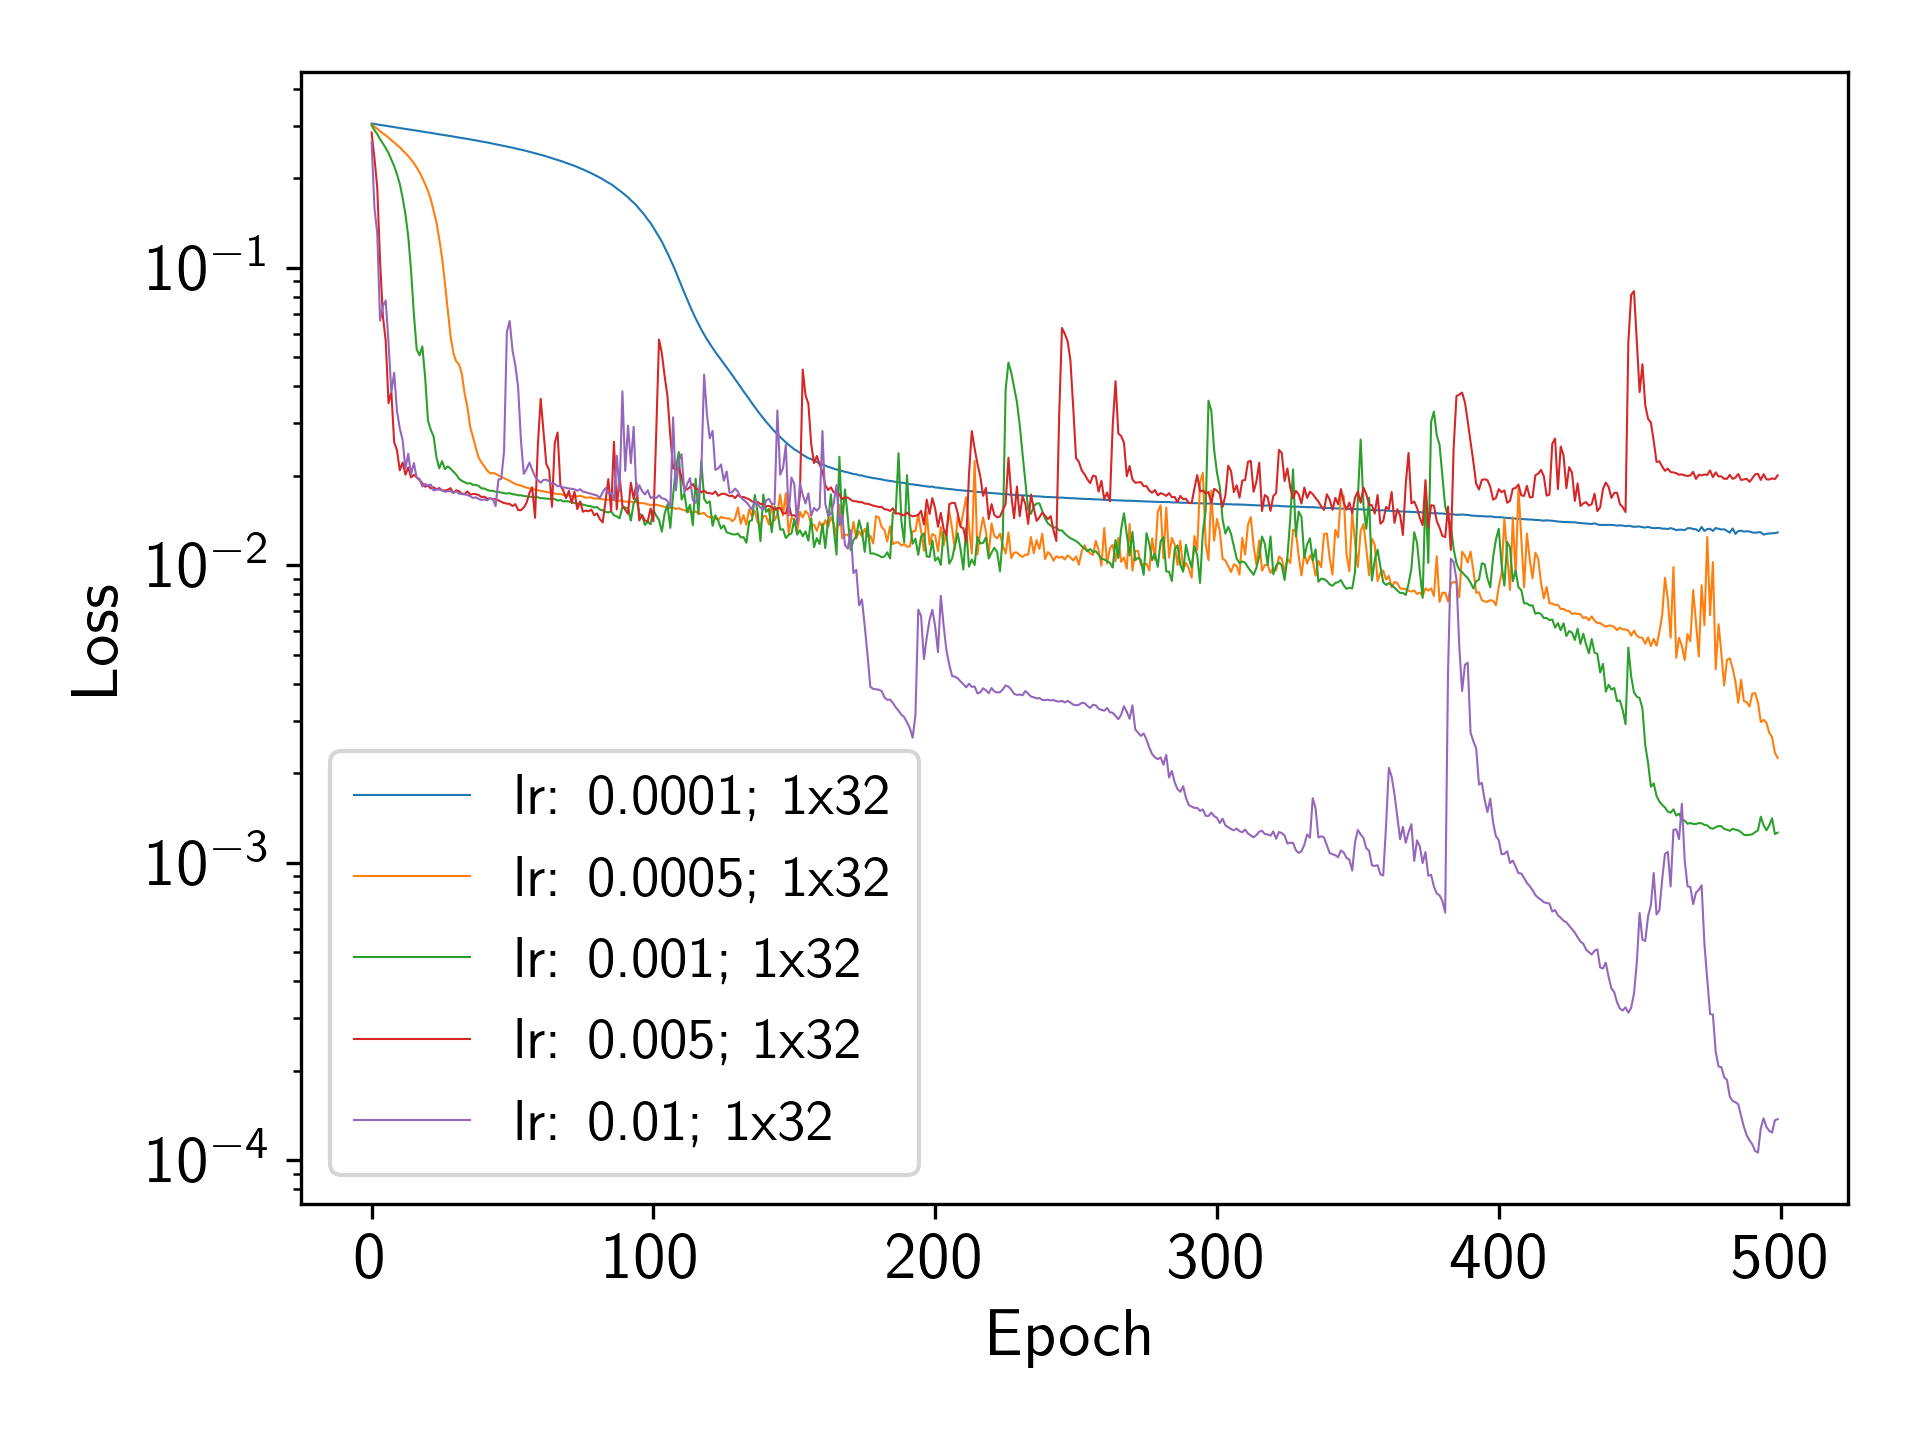 10⁻¹
10⁻²
10⁻³
10⁻⁴
Loss
lr: 0.0001; 1x32
lr: 0.0005; 1x32
lr: 0.001; 1x32
lr: 0.005; 1x32
lr: 0.01; 1x32
0 100 200 300 400 500
Epoch